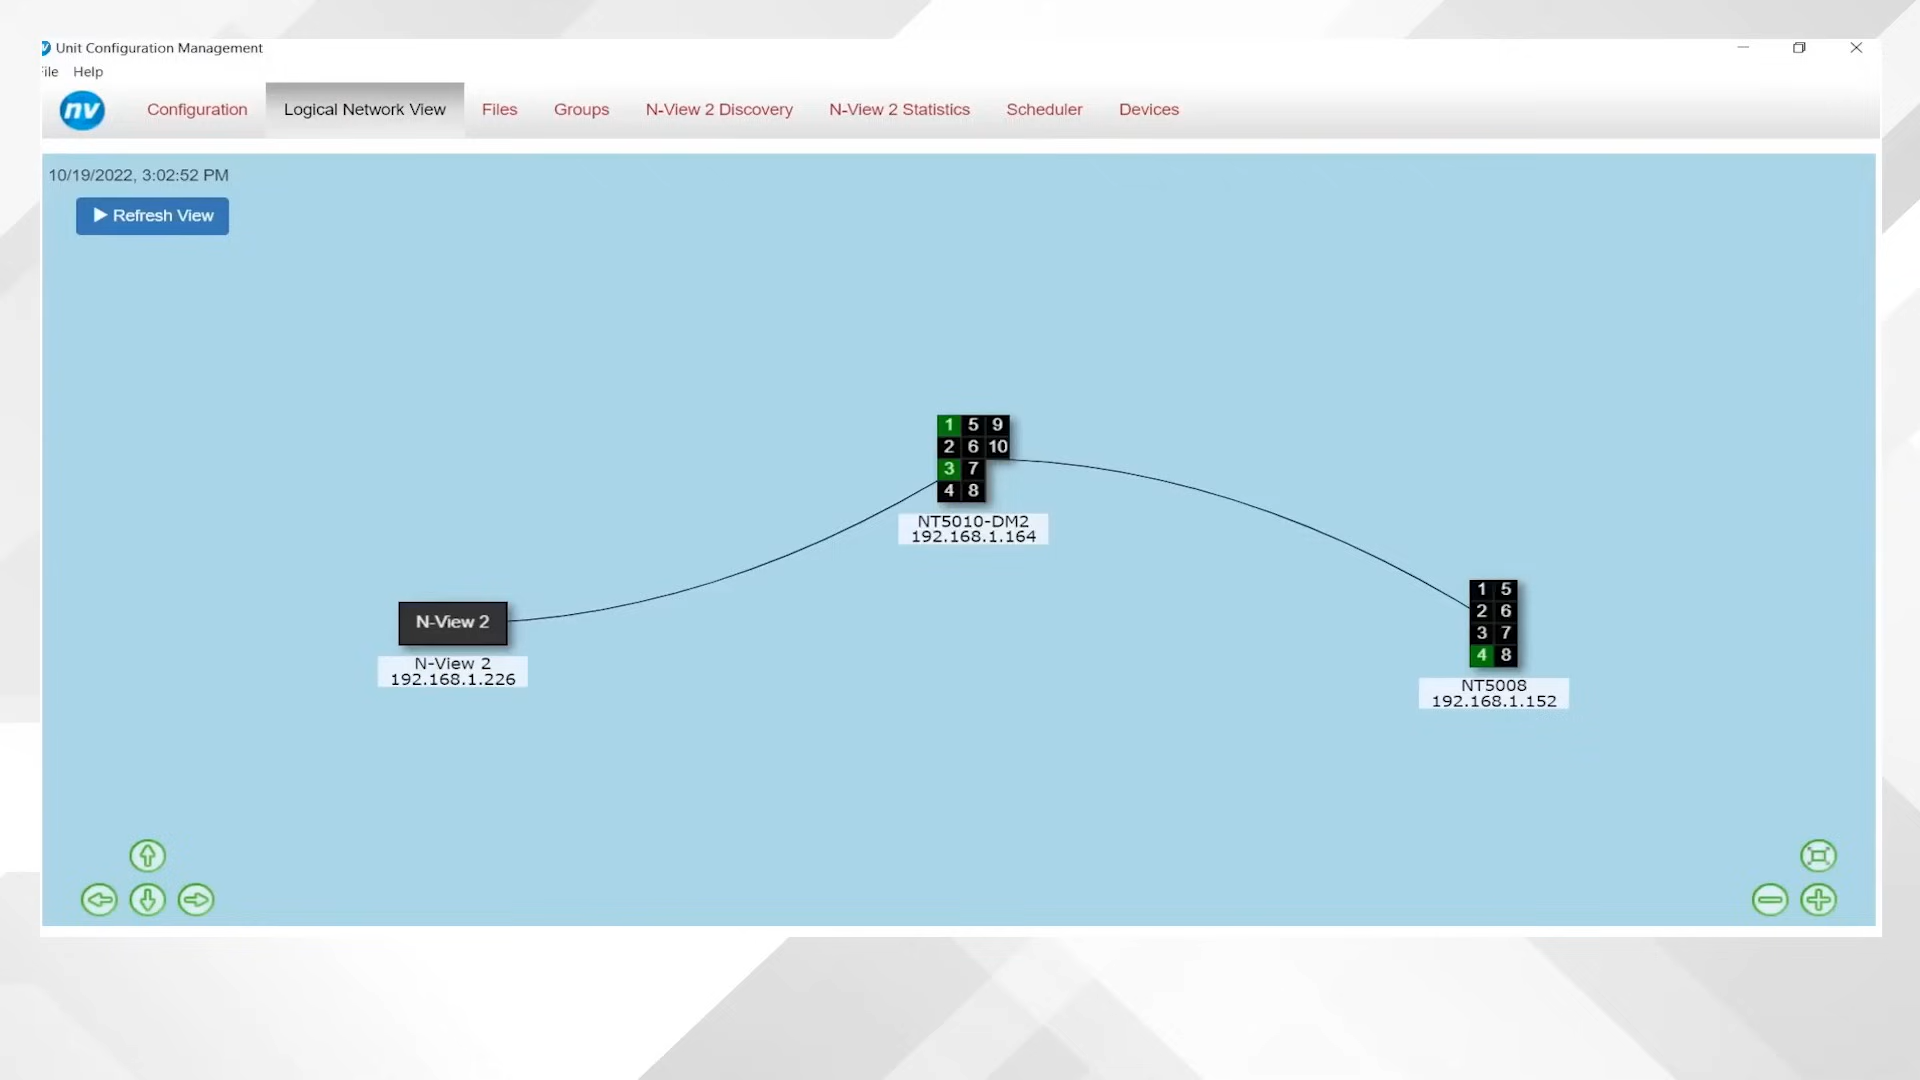 Unit Configuration Management
ile Help
nv Configuration Logical Network View Files Groups N-View 2 Discovery N-View 2 Statistics Scheduler Devices
10/19/2022, 3:02:52 PM
Refresh View
1 5 9
2 6 10
3 7
4 8
NT5010-DM2
192.168.1.164
N-View 2
N-View 2
192.168.1.226
1 5
2 6
3 7
4 8
NT5008
192.168.1.152